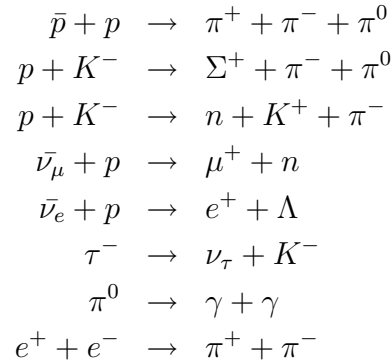 p̄ + p → π⁺ + π⁻ + π⁰
p + K⁻ → Σ⁺ + π⁻ + π⁰
p + K⁻ → n + K⁺ + π⁻
ν̄_μ + p → μ⁺ + n
ν̄_e + p → e⁺ + Λ
τ⁻ → ν_τ + K⁻
π⁰ → γ + γ
e⁺ + e⁻ → π⁺ + π⁻